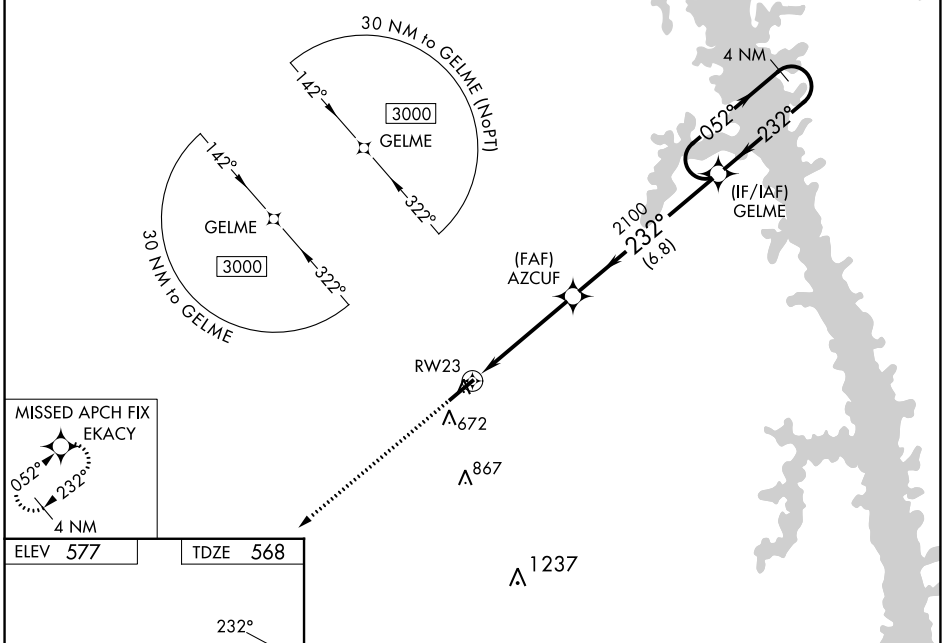 30 NM to GELME (NoPT)
142°
3000
GELME
322°
142°
GELME
3000
322°
30 NM to GELME
4 NM
052°
232°
(IF/IAF)
GELME
2100
232°
(6.8)
(FAF)
AZCUF
RW23
672
867
1237
MISSED APCH FIX
EKACY
052°
232°
4 NM
ELEV 577
TDZE 568
232°